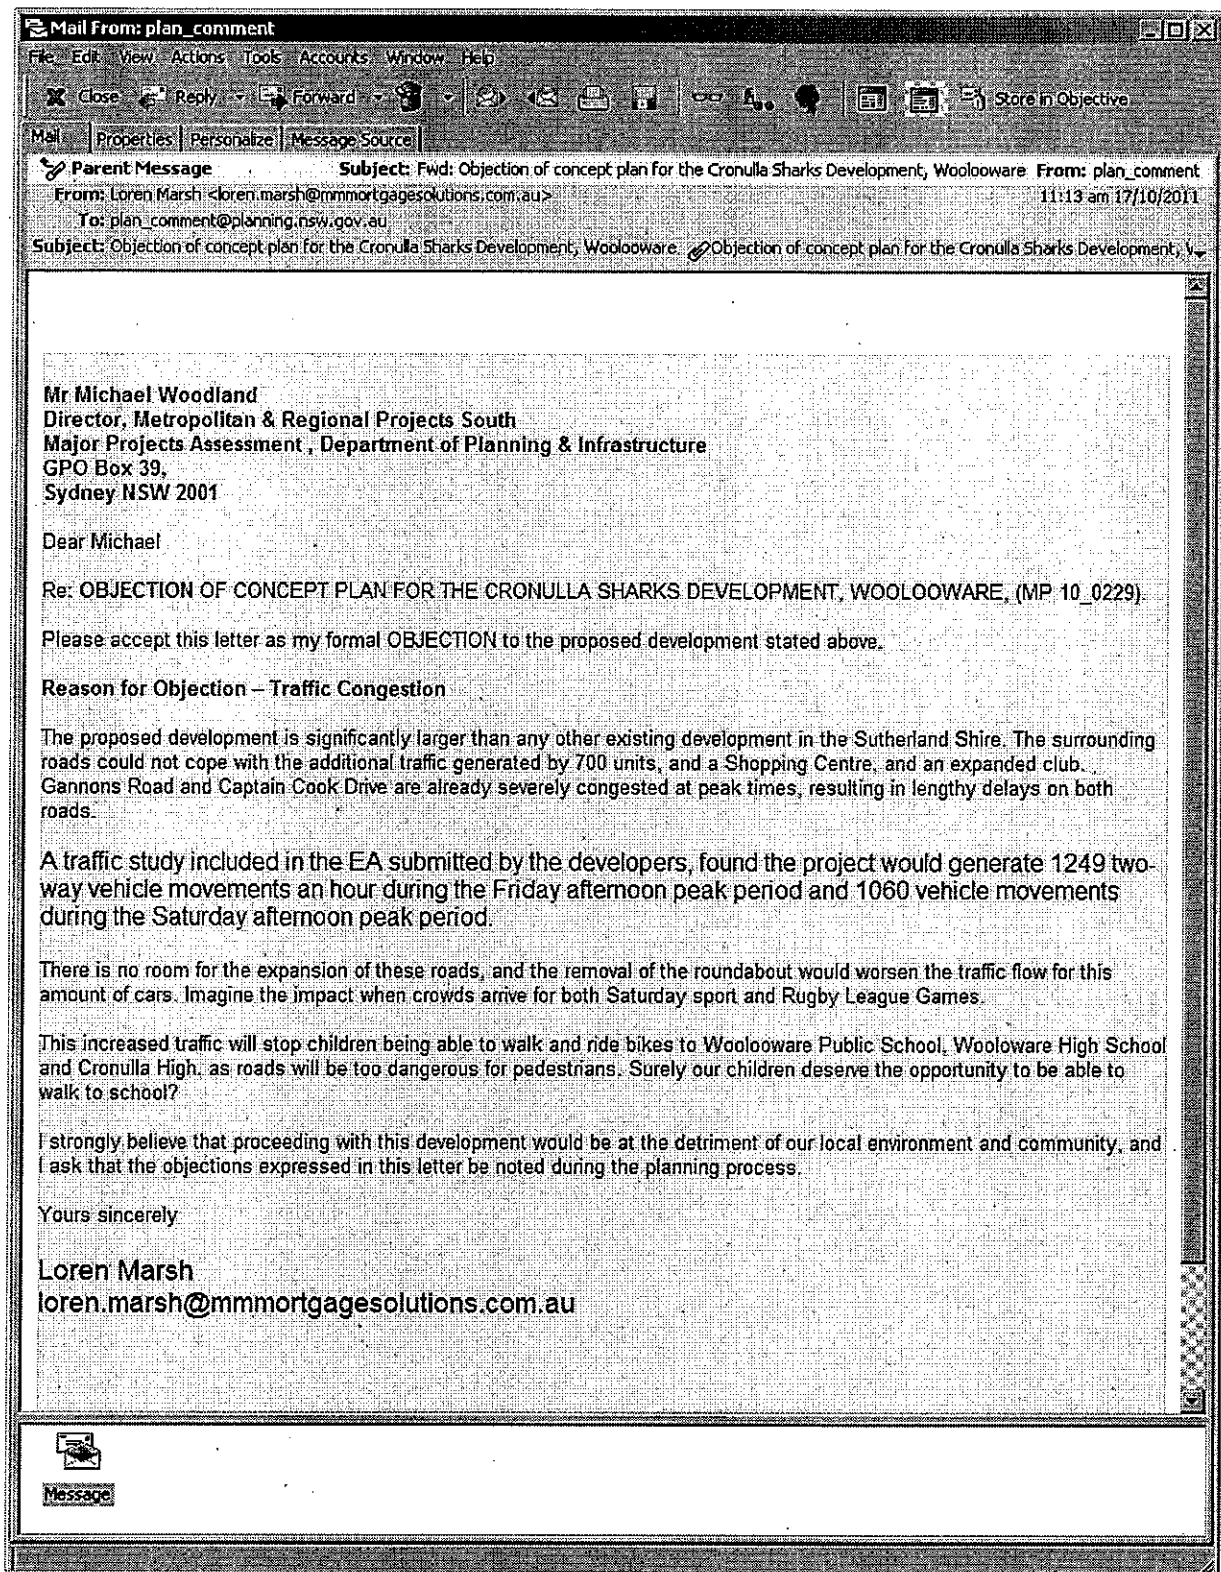 Mail From: plan_comment
File Edit View Actions Tools Accounts Window Help
Close Reply Forward Store in Objective
Mail Properties Personalize Message Source
Parent Message Subject: Fwd: Objection of concept plan for the Cronulla Sharks Development, Woolooware From: plan_comment
From: Loren Marsh <loren.marsh@mmmortgagesolutions.com.au> 11:13 am 17/10/2011
To: plan_comment@planning.nsw.gov.au
Subject: Objection of concept plan for the Cronulla Sharks Development, Woolooware. Objection of concept plan for the Cronulla Sharks Development,
Mr Michael Woodland
Director, Metropolitan & Regional Projects South
Major Projects Assessment , Department of Planning & Infrastructure
GPO Box 39,
Sydney NSW 2001
Dear Michael
Re: OBJECTION OF CONCEPT PLAN FOR THE CRONULLA SHARKS DEVELOPMENT, WOOLOOWARE, (MP 10_0229).
Please accept this letter as my formal OBJECTION to the proposed development stated above.
Reason for Objection – Traffic Congestion
The proposed development is significantly larger than any other existing development in the Sutherland Shire. The surrounding
roads could not cope with the additional traffic generated by 700 units, and a Shopping Centre, and an expanded club.
Gannons Road and Captain Cook Drive are already severely congested at peak times, resulting in lengthy delays on both
roads.
A traffic study included in the EA submitted by the developers, found the project would generate 1249 two-
way vehicle movements an hour during the Friday afternoon peak period and 1060 vehicle movements
during the Saturday afternoon peak period.
There is no room for the expansion of these roads, and the removal of the roundabout would worsen the traffic flow for this
amount of cars. Imagine the impact when crowds arrive for both Saturday sport and Rugby League Games.
This increased traffic will stop children being able to walk and ride bikes to Woolooware Public School, Wooloware High School
and Cronulla High, as roads will be too dangerous for pedestrians. Surely our children deserve the opportunity to be able to
walk to school?
I strongly believe that proceeding with this development would be at the detriment of our local environment and community, and
I ask that the objections expressed in this letter be noted during the planning process.
Yours sincerely
Loren Marsh
loren.marsh@mmmortgagesolutions.com.au
Message